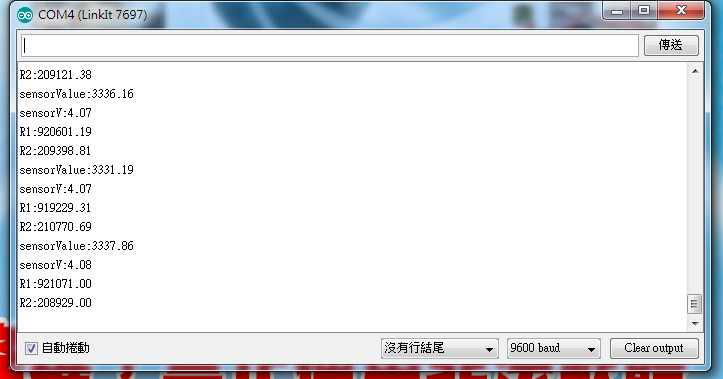 COM4 (LinkIt 7697)
傳送
R2:209121.38
sensorValue:3336.16
sensorV:4.07
R1:920601.19
R2:209398.81
sensorValue:3331.19
sensorV:4.07
R1:919229.31
R2:210770.69
sensorValue:3337.86
sensorV:4.08
R1:921071.00
R2:208929.00
自動捲動
沒有行結尾
9600 baud
Clear output